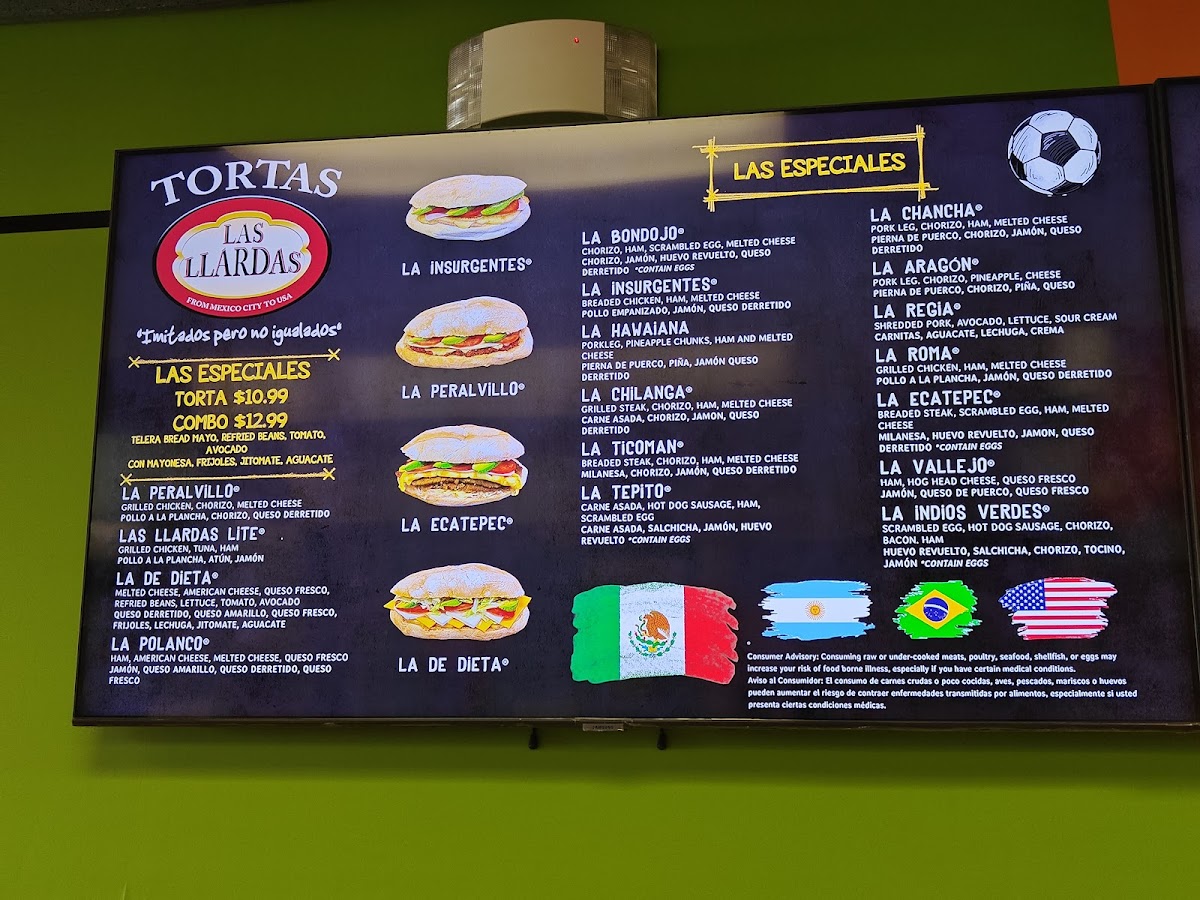 TORTAS
LAS
LLARDAS
FROM MEXICO CITY TO USA
"Imitados pero no igualados"
LAS ESPECIALES
TORTA $10.99
COMBO $12.99
TELERA BREAD MAYO, REFRIED BEANS, TOMATO,
AVOCADO
CON MAYONESA, FRIJOLES, JITOMATE, AGUACATE
LA PERALVILLO®
GRILLED CHICKEN, CHORIZO, MELTED CHEESE
POLLO A LA PLANCHA, CHORIZO, QUESO DERRETIDO
LAS LLARDAS LITE®
GRILLED CHICKEN, TUNA, HAM
POLLO A LA PLANCHA, ATÚN, JAMÓN
LA DE DIETA®
MELTED CHEESE, AMERICAN CHEESE, QUESO FRESCO,
REFRIED BEANS, LETTUCE, TOMATO, AVOCADO
QUESO DERRETIDO, QUESO AMARILLO, QUESO FRESCO,
FRIJOLES, LECHUGA, JITOMATE, AGUACATE
LA POLANCO®
HAM, AMERICAN CHEESE, MELTED CHEESE, QUESO FRESCO
JAMÓN, QUESO AMARILLO, QUESO DERRETIDO, QUESO
FRESCO
LA INSURGENTES®
LA PERALVILLO®
LA ECATEPEC®
LA DE DIETA®
LAS ESPECIALES
LA BONDOJO®
CHORIZO, HAM, SCRAMBLED EGG, MELTED CHEESE
CHORIZO, JAMÓN, HUEVO REVUELTO, QUESO
DERRETIDO *CONTAIN EGGS
LA INSURGENTES®
BREADED CHICKEN, HAM, MELTED CHEESE
POLLO EMPANIZADO, JAMÓN, QUESO DERRETIDO
LA HAWAIANA
PORKLEG, PINEAPPLE CHUNKS, HAM AND MELTED
CHEESE
PIERNA DE PUERCO, PIÑA, JAMÓN QUESO
DERRETIDO
LA CHILANGA®
GRILLED STEAK, CHORIZO, HAM, MELTED CHEESE
CARNE ASADA, CHORIZO, JAMON, QUESO
DERRETIDO
LA TICOMAN®
BREADED STEAK, CHORIZO, HAM, MELTED CHEESE
MILANESA, CHORIZO, JAMÓN, QUESO DERRETIDO
LA TEPITO®
CARNE ASADA, HOT DOG SAUSAGE, HAM,
SCRAMBLED EGG
CARNE ASADA, SALCHICHA, JAMÓN, HUEVO
REVUELTO *CONTAIN EGGS
LA CHANCHA®
PORK LEG, CHORIZO, HAM, MELTED CHEESE
PIERNA DE PUERCO, CHORIZO, JAMÓN, QUESO
DERRETIDO
LA ARAGÓN®
PORK LEG, CHORIZO, PINEAPPLE, CHEESE
PIERNA DE PUERCO, CHORIZO, PIÑA, QUESO
LA REGIA®
SHREDDED PORK, AVOCADO, LETTUCE, SOUR CREAM
CARNITAS, AGUACATE, LECHUGA, CREMA
LA ROMA®
GRILLED CHICKEN, HAM, MELTED CHEESE
POLLO A LA PLANCHA, JAMÓN, QUESO DERRETIDO
LA ECATEPEC®
BREADED STEAK, SCRAMBLED EGG, HAM, MELTED
CHEESE
MILANESA, HUEVO REVUELTO, JAMON, QUESO
DERRETIDO *CONTAIN EGGS
LA VALLEJO®
HAM, HOG HEAD CHEESE, QUESO FRESCO
JAMÓN, QUESO DE PUERCO, QUESO FRESCO
LA INDIOS VERDES®
SCRAMBLED EGG, HOT DOG SAUSAGE, CHORIZO,
BACON. HAM
HUEVO REVUELTO, SALCHICHA, CHORIZO, TOCINO,
JAMÓN *CONTAIN EGGS
Consumer Advisory: Consuming raw or under-cooked meats, poultry, seafood, shellfish, or eggs may
increase your risk of food borne illness, especially if you have certain medical conditions.
Aviso al Consumidor: El consumo de carnes crudas o poco cocidas, aves, pescados, mariscos o huevos
pueden aumentar el riesgo de contraer enfermedades transmitidas por alimentos, especialmente si usted
presenta ciertas condiciones médicas.